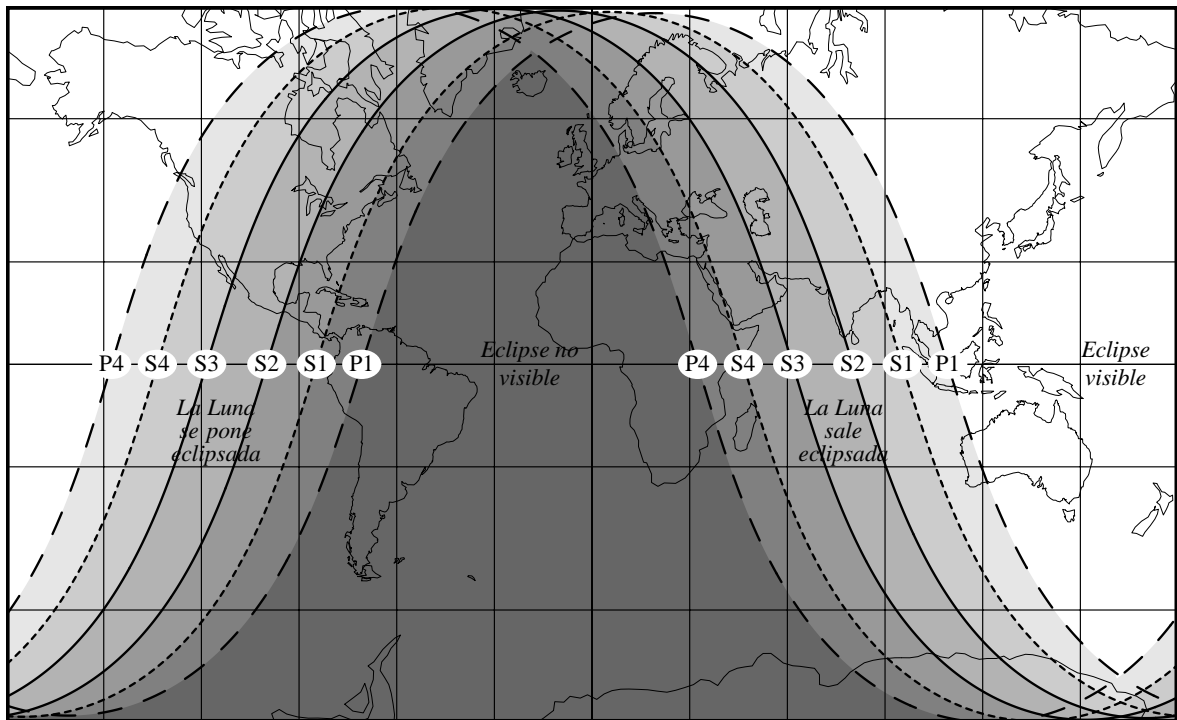 Eclipse no
visible
Eclipse
visible
P4 S4 S3 S2 S1 P1 P4 S4 S3 S2 S1 P1
La Luna
se pone
eclipsada
La Luna
sale
eclipsada